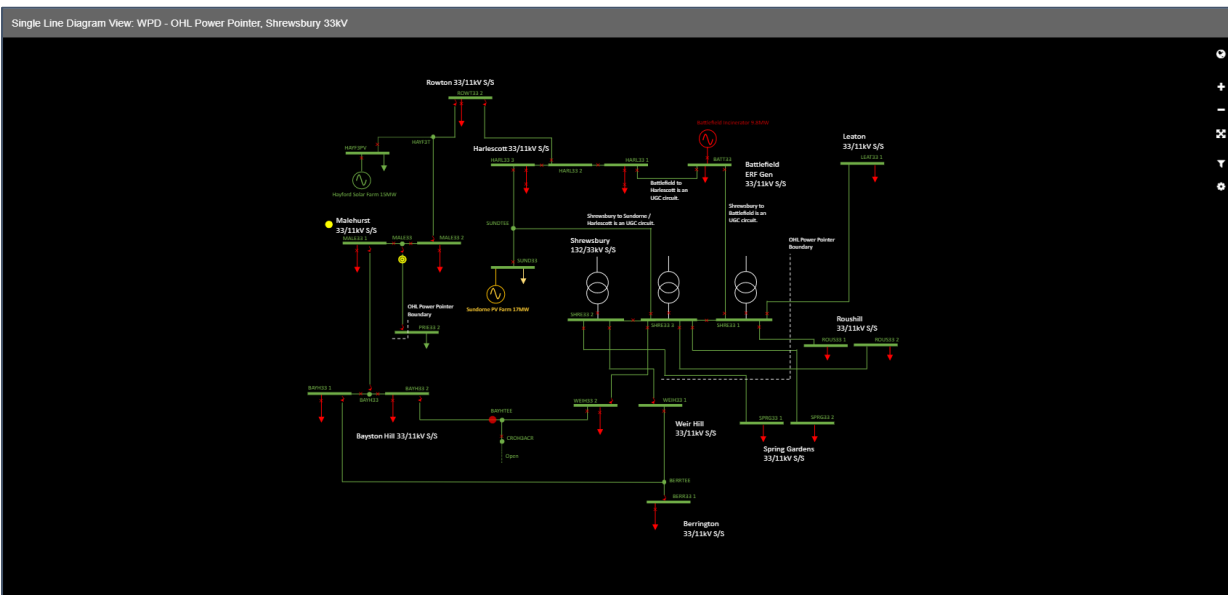 Single Line Diagram View: WPD - OHL Power Pointer, Shrewsbury 33kV
Rowton 33/11kV S/S
ROWT33 2
HAYF3T
HAYF3PV
Hayford Solar Farm 15MW
Harlescott 33/11kV S/S
HARL33 3
HARL33 2
HARL33 1
Battlefield to
Harlescott is an
UGC circuit.
BATT33
Battlefield
ERF Gen
33/11kV S/S
Leaton
33/11kV S/S
LEAT33 1
Shrewsbury to
Battlefield is an
UGC circuit.
Shrewsbury to Sundorne /
Harlescott is an UGC circuit.
SUNDTEE
SUND33
Sundorne PV Farm 17MW
Malehurst
33/11kV S/S
MALE33 1
MALE33
MALE33 2
OHL Power Pointer
Boundary
PRIE33 2
Shrewsbury
132/33kV S/S
OHL Power Pointer
Boundary
SHRE33 2
SHRE33 3
SHRE33 1
Roushill
33/11kV S/S
ROUS33 1
ROUS33 2
BAYH33 1
BAYH33
BAYH33 2
Bayston Hill 33/11kV S/S
BAYHTEE
CROH3ACR
Open
WEIH33 2
WEIH33 1
Weir Hill
33/11kV S/S
SPRG33 1
SPRG33 2
Spring Gardens
33/11kV S/S
BERRTEE
BERR33 1
Berrington
33/11kV S/S